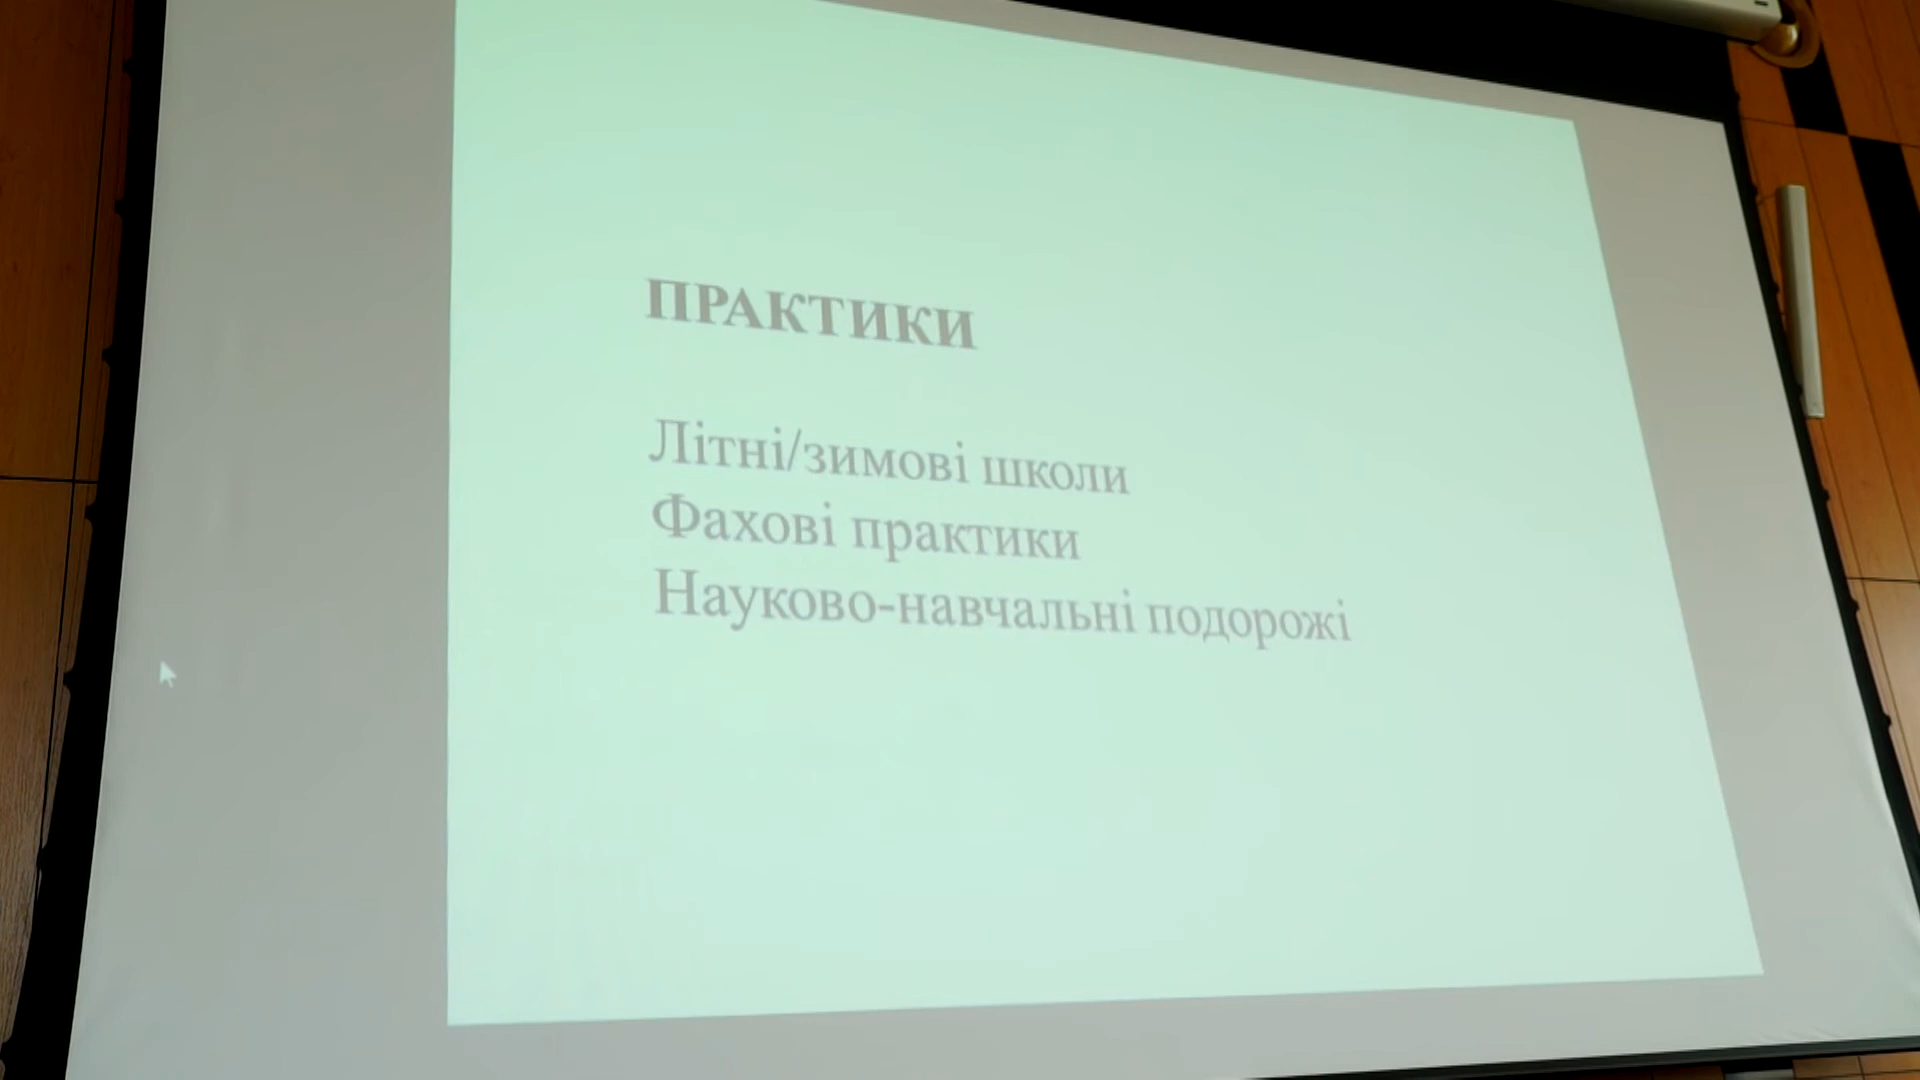 ПРАКТИКИ
Літні/зимові школи
Фахові практики
Науково-навчальні подорожі